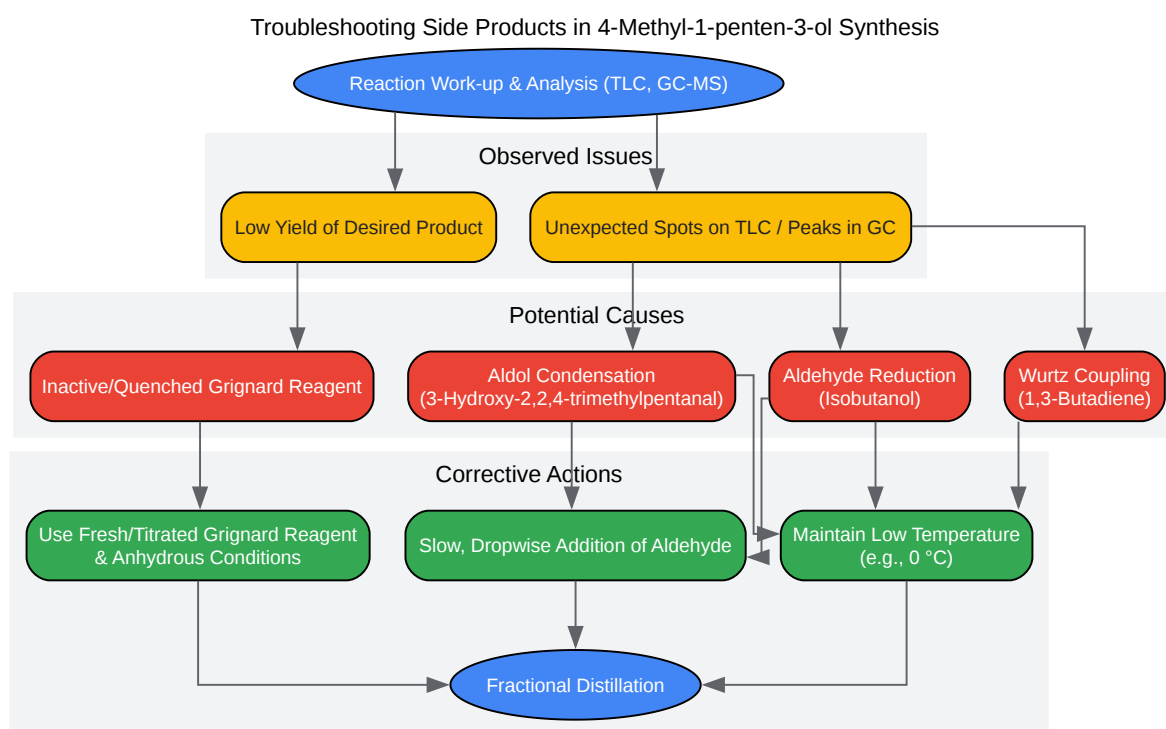 Troubleshooting Side Products in 4-Methyl-1-penten-3-ol Synthesis
Reaction Work-up & Analysis (TLC, GC-MS)
Observed Issues
Low Yield of Desired Product
Unexpected Spots on TLC / Peaks in GC
Potential Causes
Inactive/Quenched Grignard Reagent
Aldol Condensation
(3-Hydroxy-2,2,4-trimethylpentanal)
Aldehyde Reduction
(Isobutanol)
Wurtz Coupling
(1,3-Butadiene)
Corrective Actions
Use Fresh/Titrated Grignard Reagent
& Anhydrous Conditions
Slow, Dropwise Addition of Aldehyde
Maintain Low Temperature
(e.g., 0 °C)
Fractional Distillation